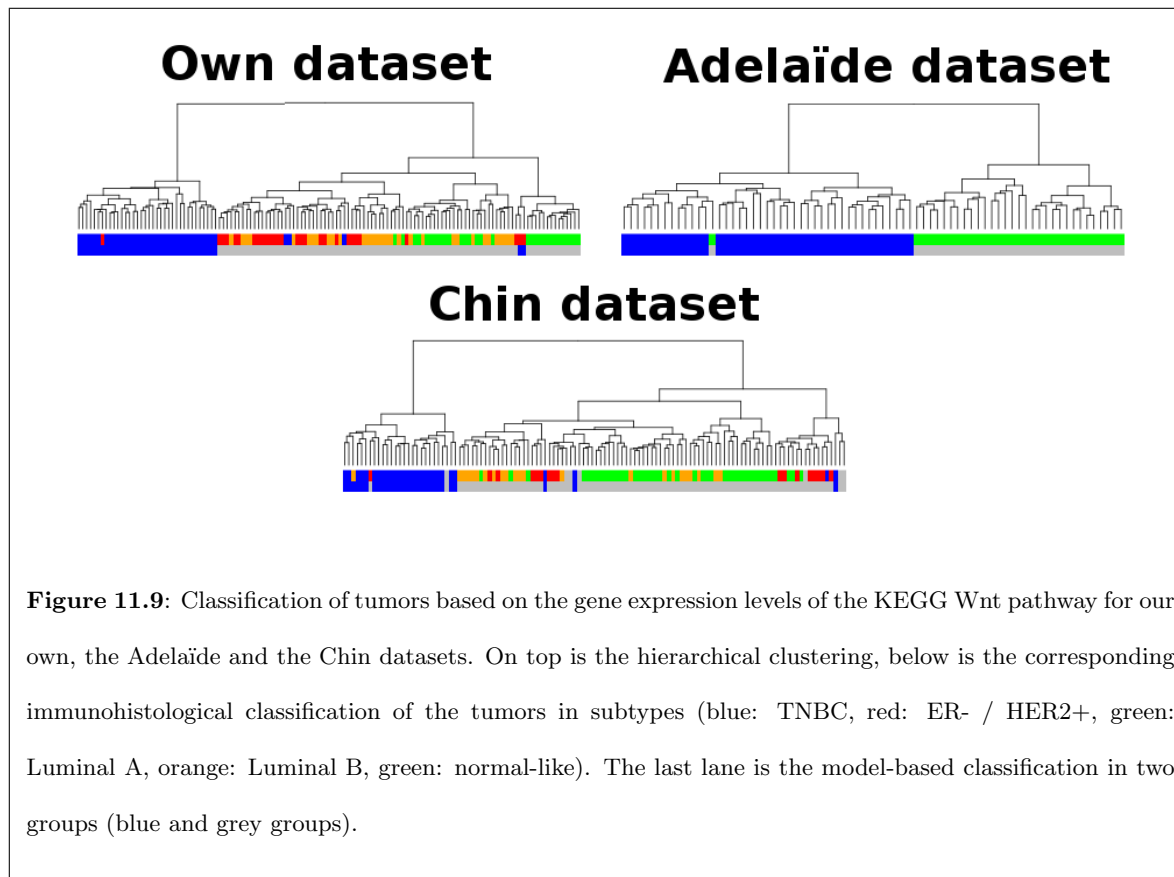 Own dataset
Adelaïde dataset
Chin dataset
Figure 11.9: Classification of tumors based on the gene expression levels of the KEGG Wnt pathway for our
own, the Adelaïde and the Chin datasets. On top is the hierarchical clustering, below is the corresponding
immunohistological classification of the tumors in subtypes (blue: TNBC, red: ER- / HER2+, green:
Luminal A, orange: Luminal B, green: normal-like). The last lane is the model-based classification in two
groups (blue and grey groups).